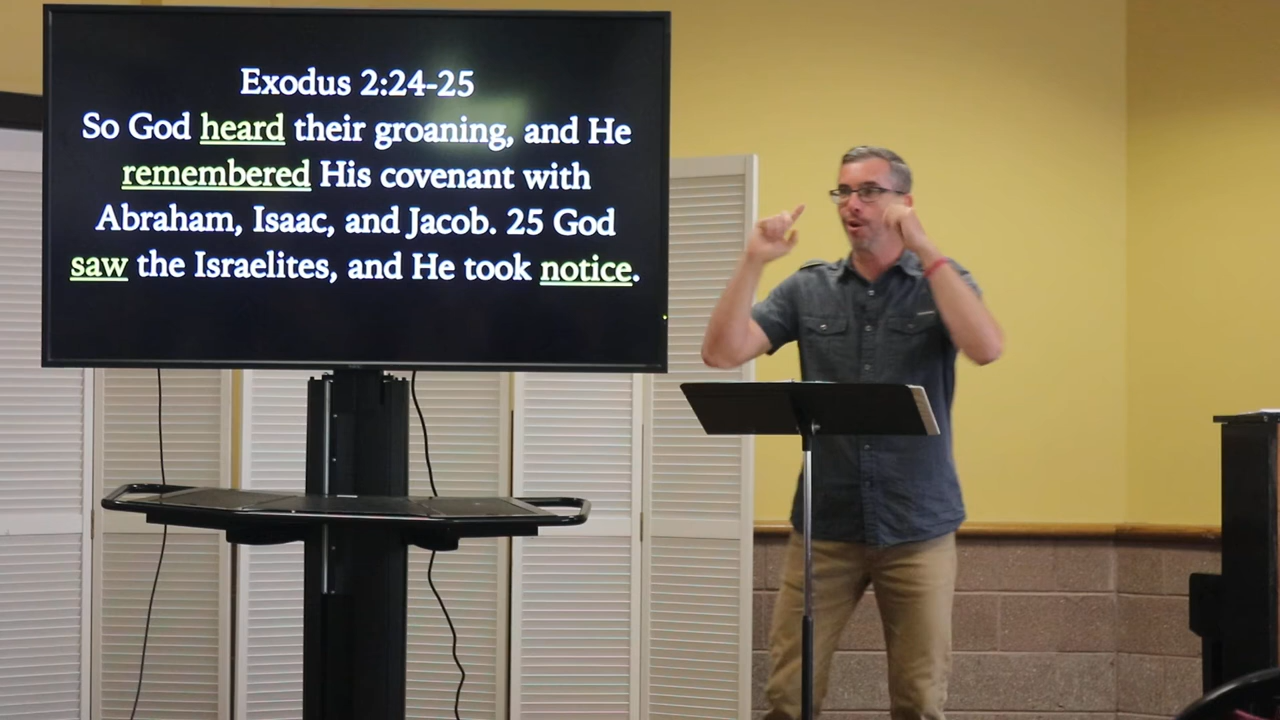 Exodus 2:24-25
So God heard their groaning, and He
remembered His covenant with
Abraham, Isaac, and Jacob. 25 God
saw the Israelites, and He took notice.